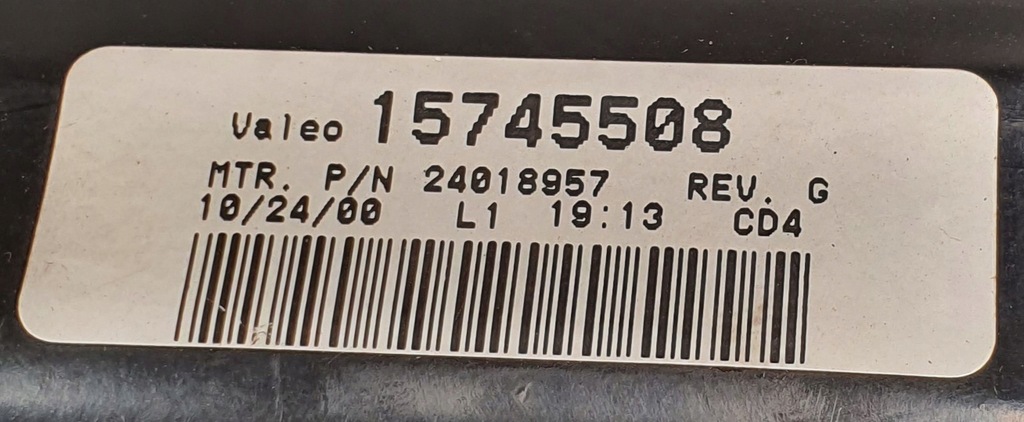 Valeo 15745508
MTR. P/N 24018957 REV. G
10/24/00 L1 19:13 CD4